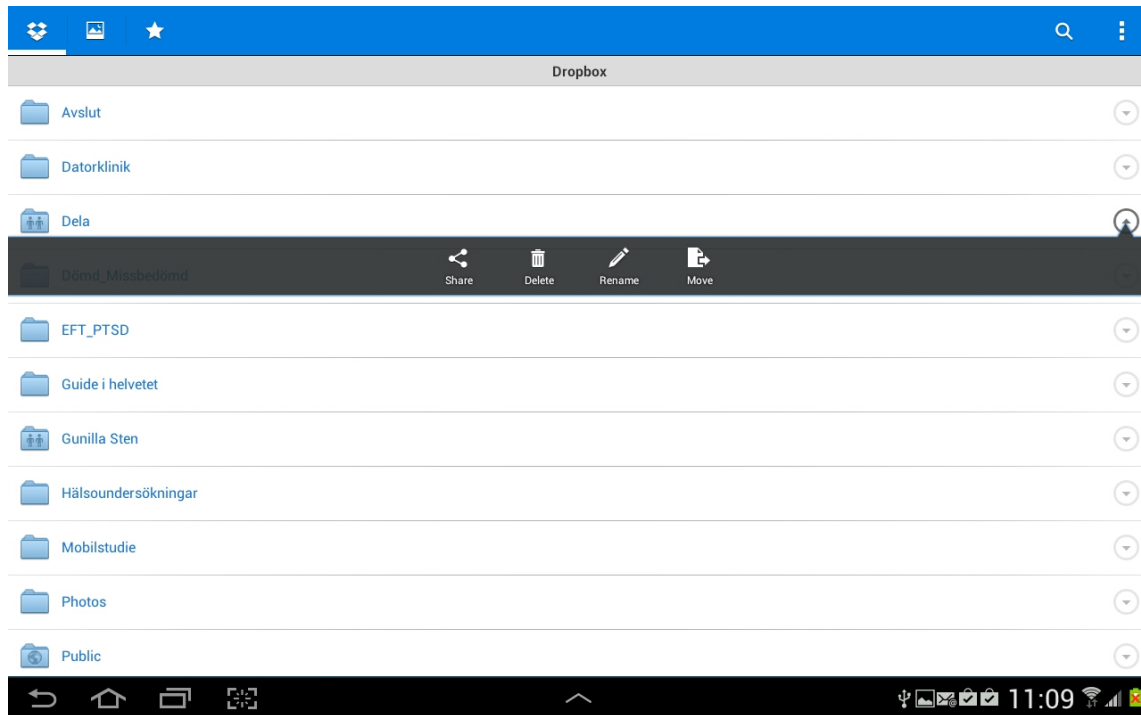 Dropbox
Avslut
Datorklinik
Dela
Share Delete Rename Move
Dömd_Missbedömd
EFT_PTSD
Guide i helvetet
Gunilla Sten
Hälsoundersökningar
Mobilstudie
Photos
Public
11:09